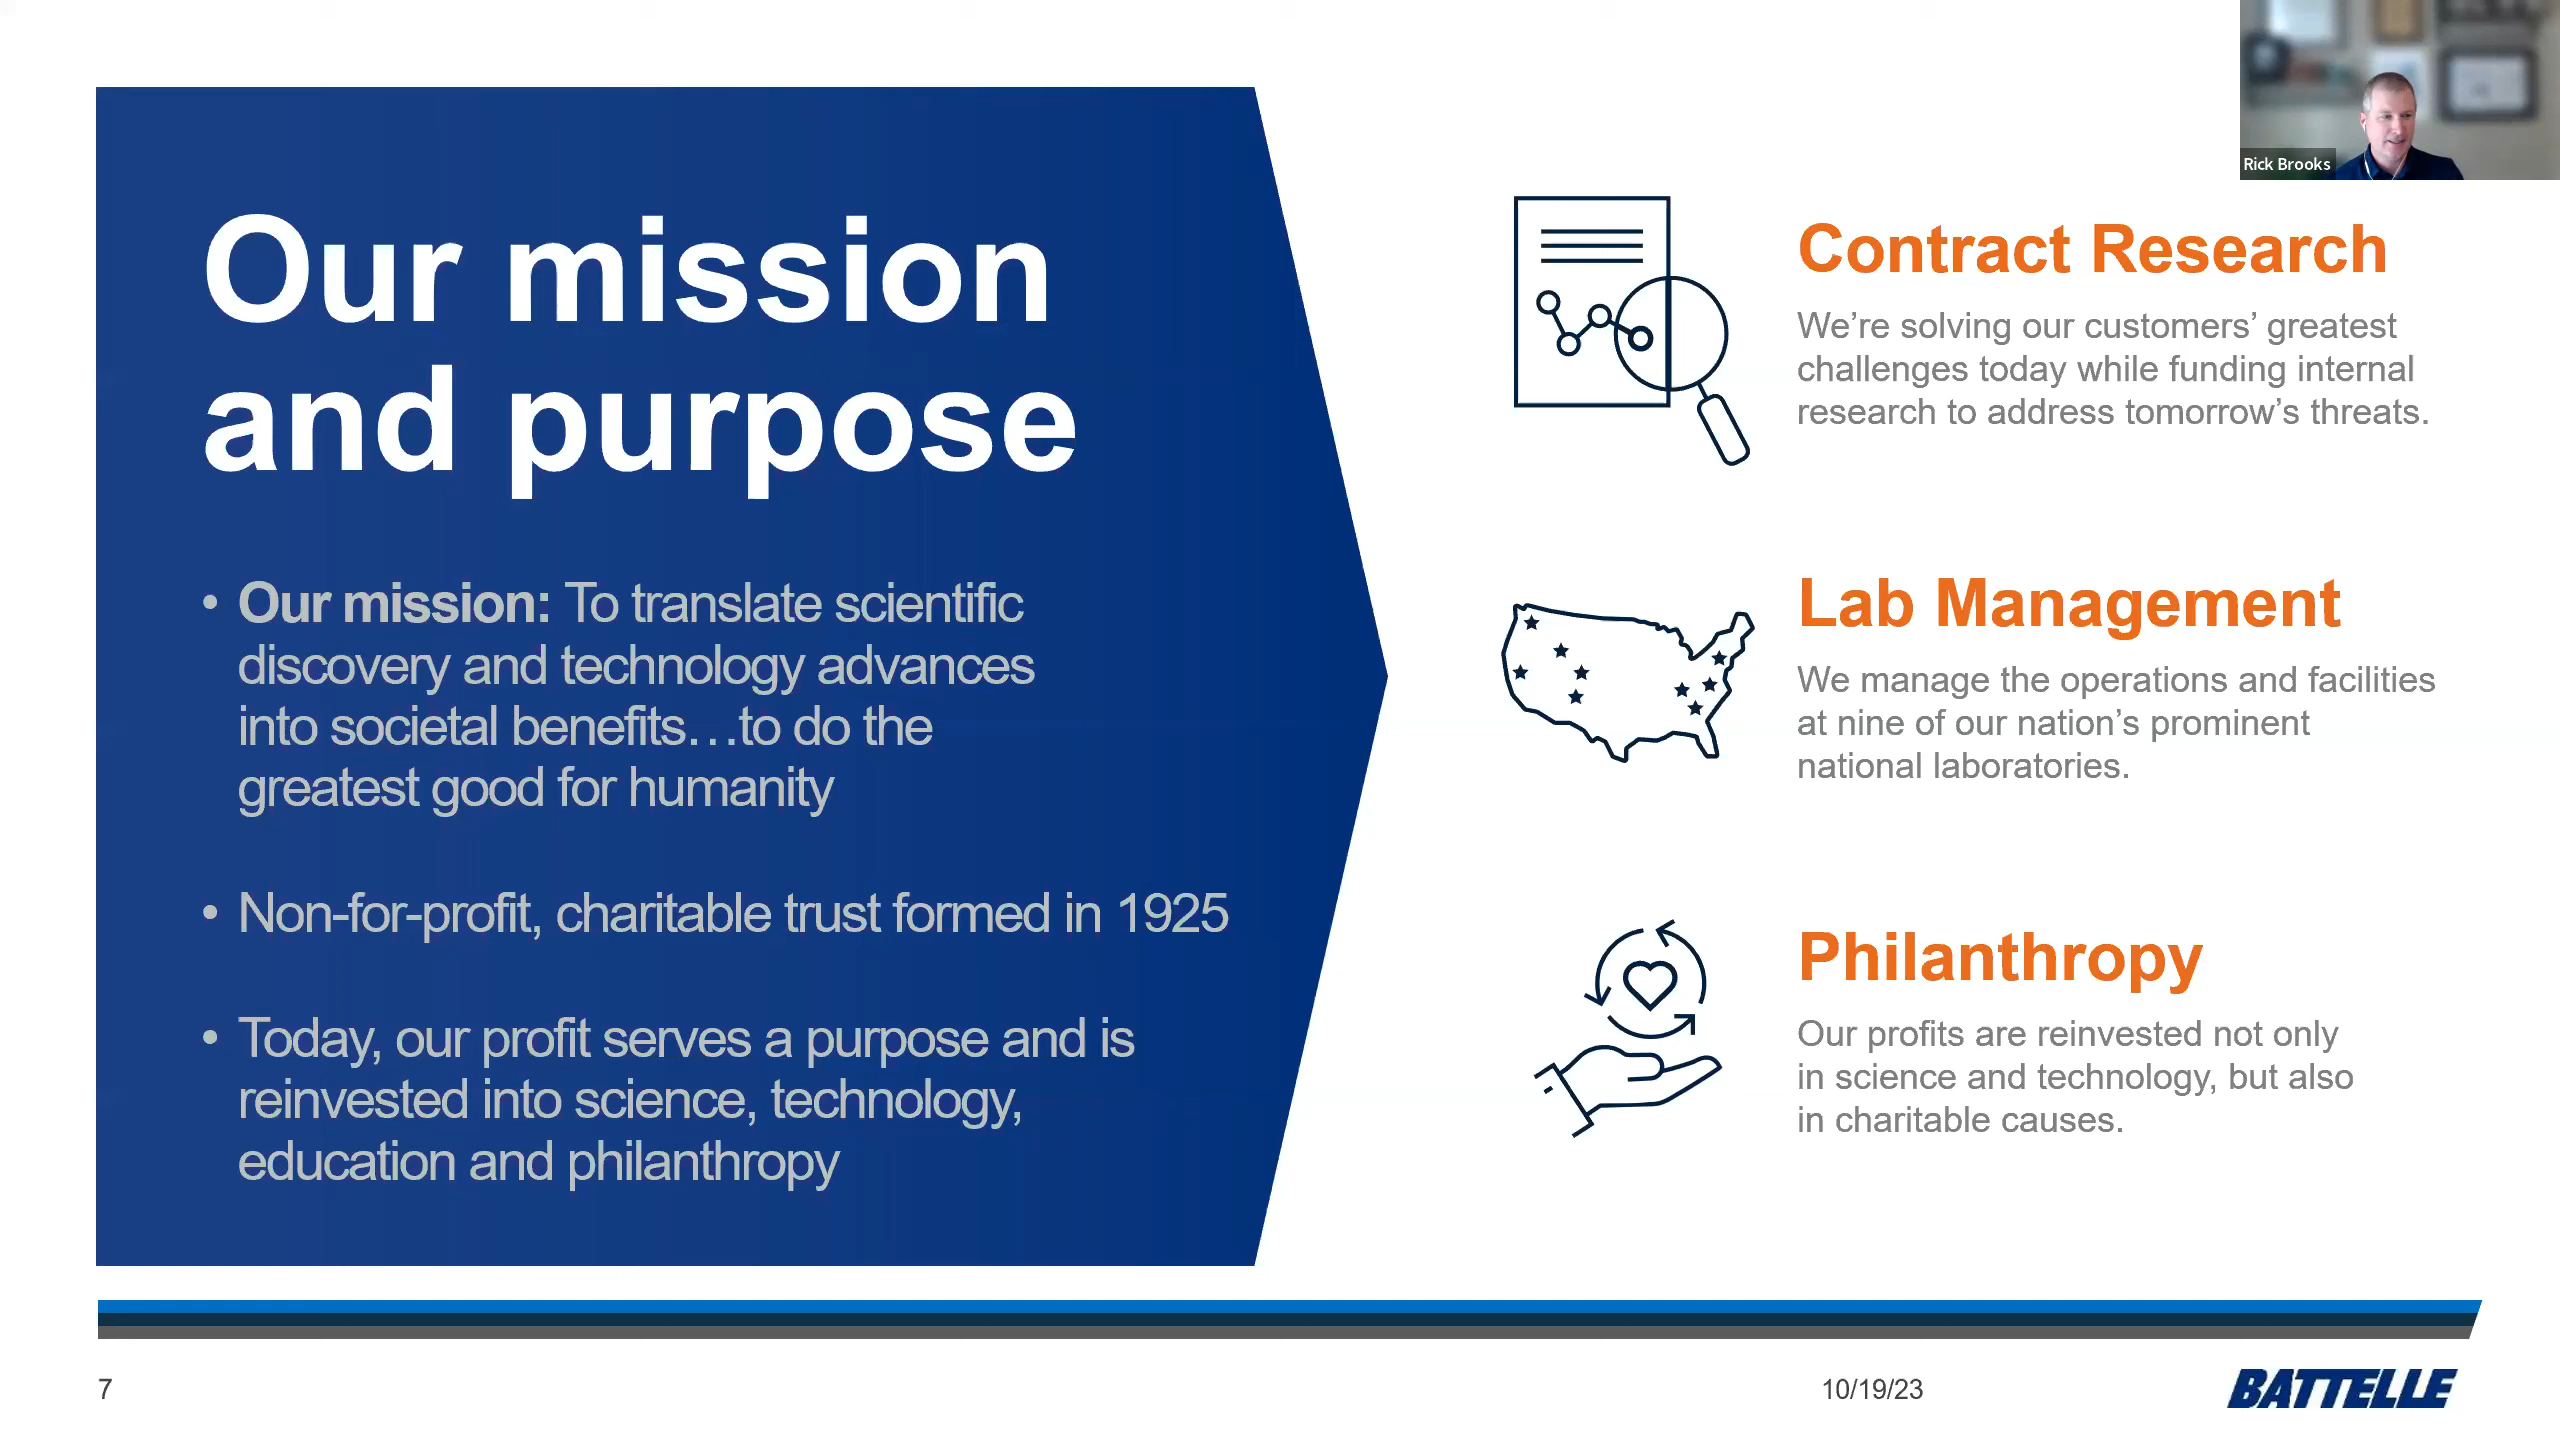 Rick Brooks
Our mission
and purpose
• Our mission: To translate scientific
discovery and technology advances
into societal benefits…to do the
greatest good for humanity
• Non-for-profit, charitable trust formed in 1925
• Today, our profit serves a purpose and is
reinvested into science, technology,
education and philanthropy
Contract Research
We’re solving our customers’ greatest
challenges today while funding internal
research to address tomorrow’s threats.
Lab Management
We manage the operations and facilities
at nine of our nation’s prominent
national laboratories.
Philanthropy
Our profits are reinvested not only
in science and technology, but also
in charitable causes.
7
10/19/23
BATTELLE